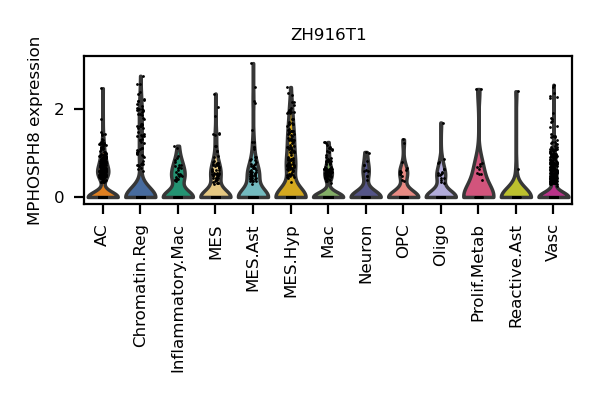 ZH916T1
MPHOSPH8 expression
2
0
AC
Chromatin.Reg
Inflammatory.Mac
MES
MES.Ast
MES.Hyp
Mac
Neuron
OPC
Oligo
Prolif.Metab
Reactive.Ast
Vasc